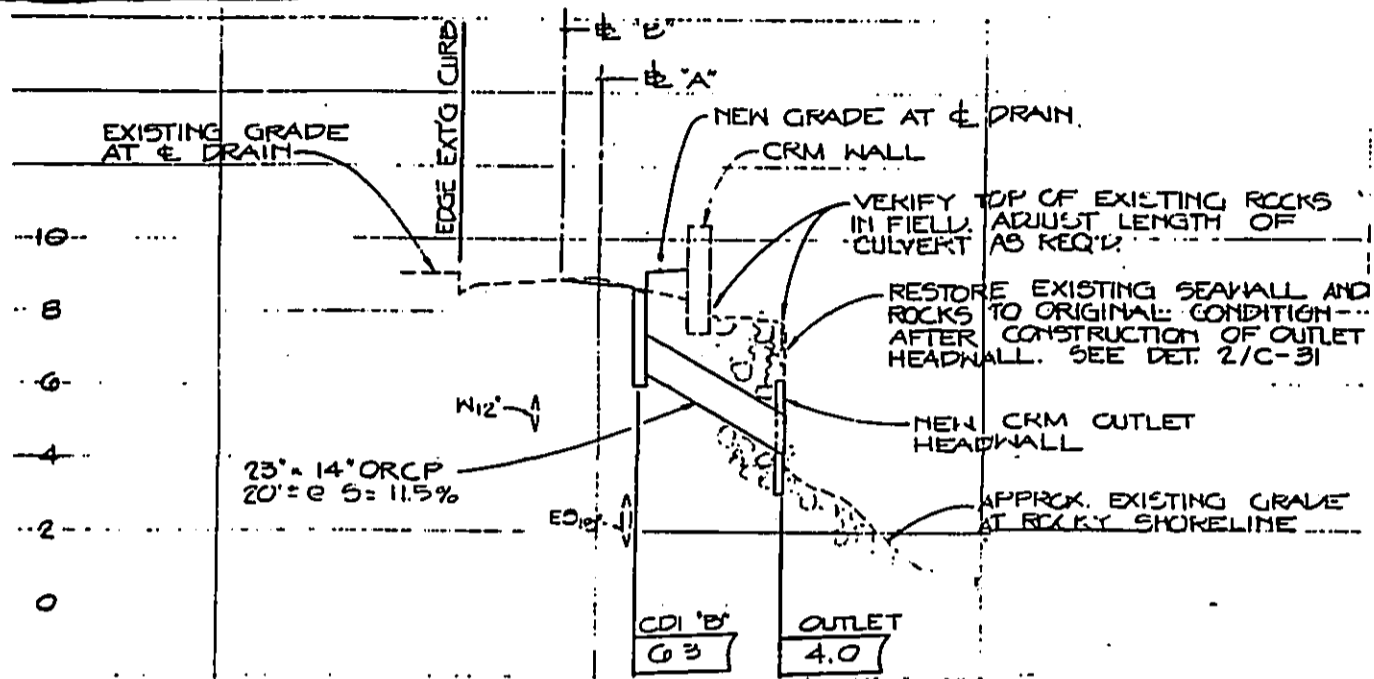 ℄ "B"
℄ "A"
EDGE EXT'G CURB
EXISTING GRADE
AT ℄ DRAIN
NEW GRADE AT ℄ DRAIN.
CRM WALL
VERIFY TOP OF EXISTING ROCKS
IN FIELD. ADJUST LENGTH OF
CULVERT AS REQ'D.
10
8
6
4
2
0
RESTORE EXISTING SEAWALL AND
ROCKS TO ORIGINAL CONDITION
AFTER CONSTRUCTION OF OUTLET
HEADWALL. SEE DET. 2/C-31
W12"
NEW CRM OUTLET
HEADWALL
23" x 14" ORCP
20'± @ S= 11.5%
APPROX. EXISTING GRADE
AT ROCKY SHORELINE
CDI "B"
6.3
OUTLET
4.0